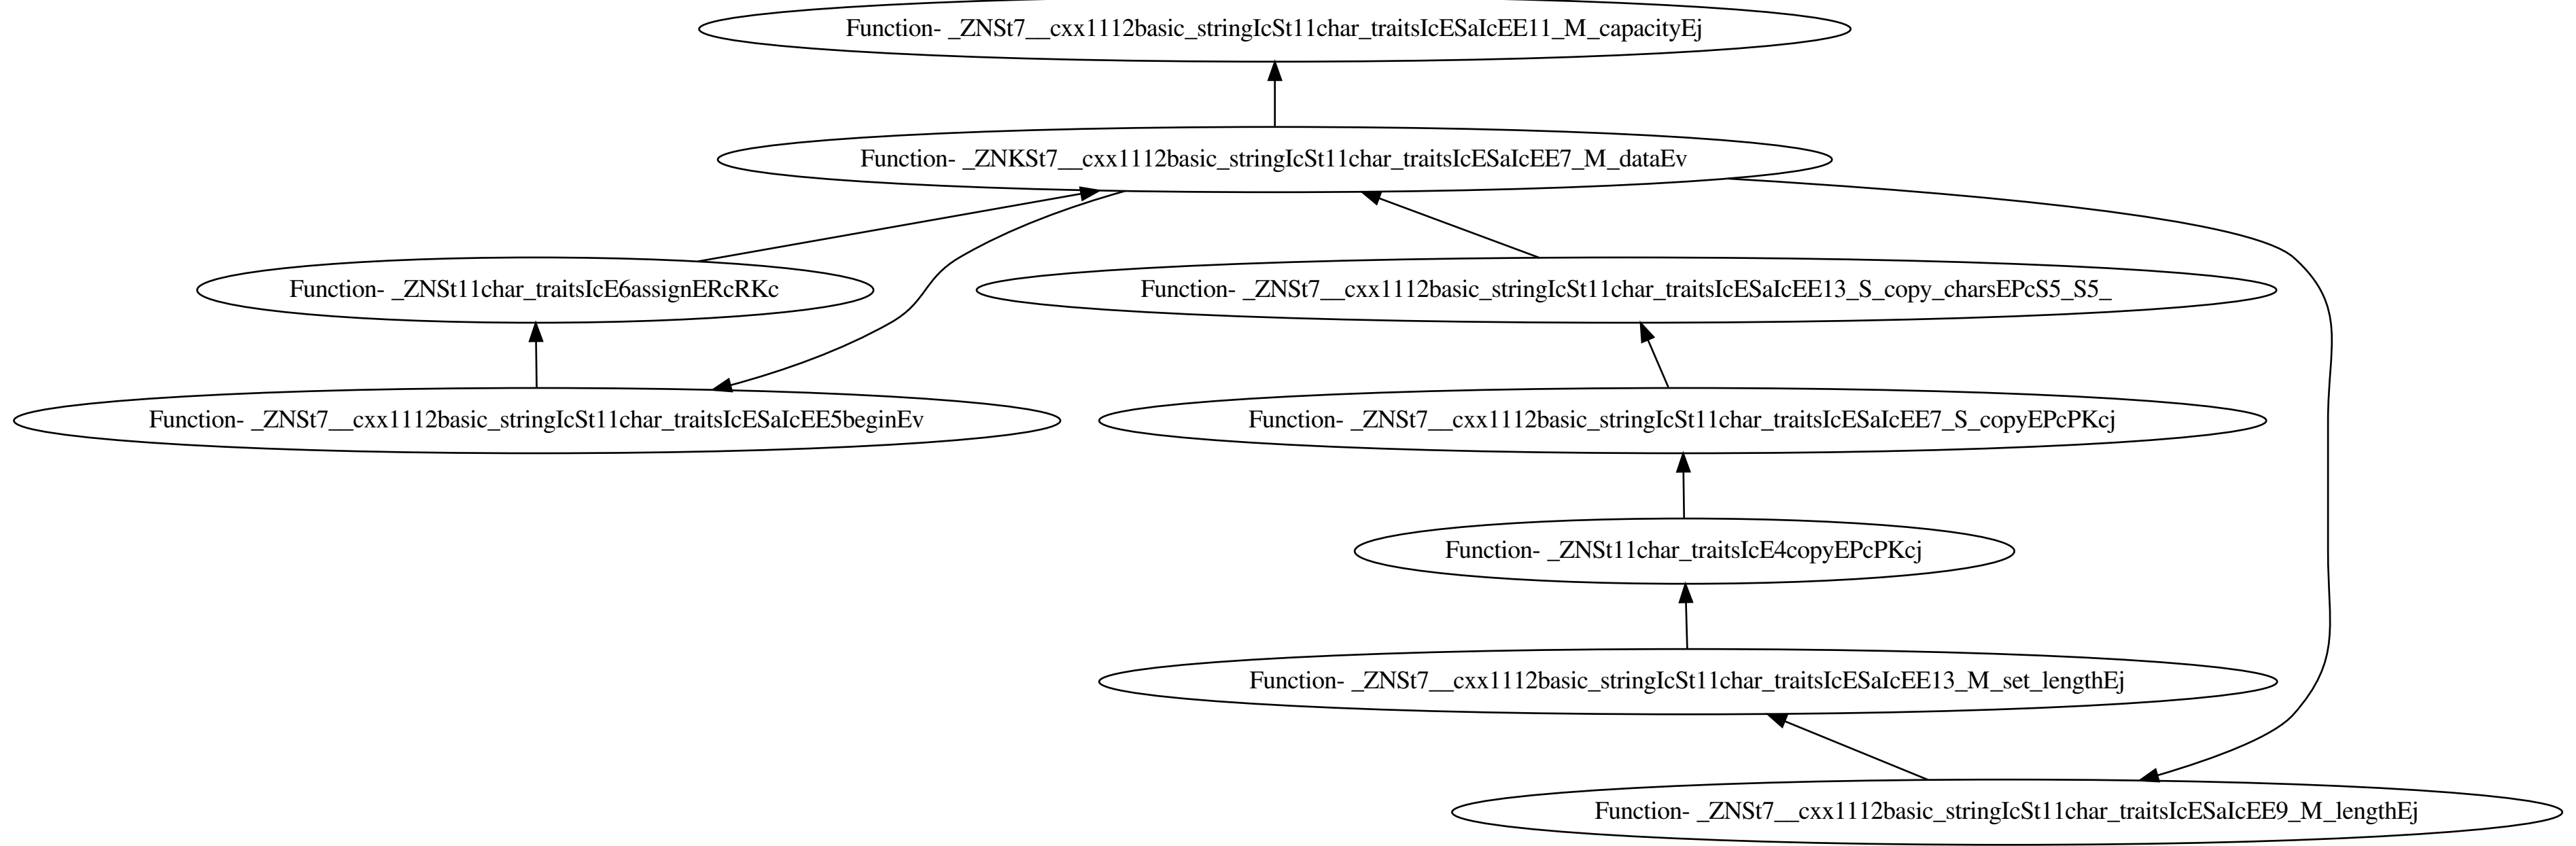 Function- _ZNSt7__cxx1112basic_stringIcSt11char_traitsIcESaIcEE11_M_capacityEj
Function- _ZNKSt7__cxx1112basic_stringIcSt11char_traitsIcESaIcEE7_M_dataEv
Function- _ZNSt11char_traitsIcE6assignERcRKc
Function- _ZNSt7__cxx1112basic_stringIcSt11char_traitsIcESaIcEE13_S_copy_charsEPcS5_S5_
Function- _ZNSt7__cxx1112basic_stringIcSt11char_traitsIcESaIcEE5beginEv
Function- _ZNSt7__cxx1112basic_stringIcSt11char_traitsIcESaIcEE7_S_copyEPcPKcj
Function- _ZNSt11char_traitsIcE4copyEPcPKcj
Function- _ZNSt7__cxx1112basic_stringIcSt11char_traitsIcESaIcEE13_M_set_lengthEj
Function- _ZNSt7__cxx1112basic_stringIcSt11char_traitsIcESaIcEE9_M_lengthEj